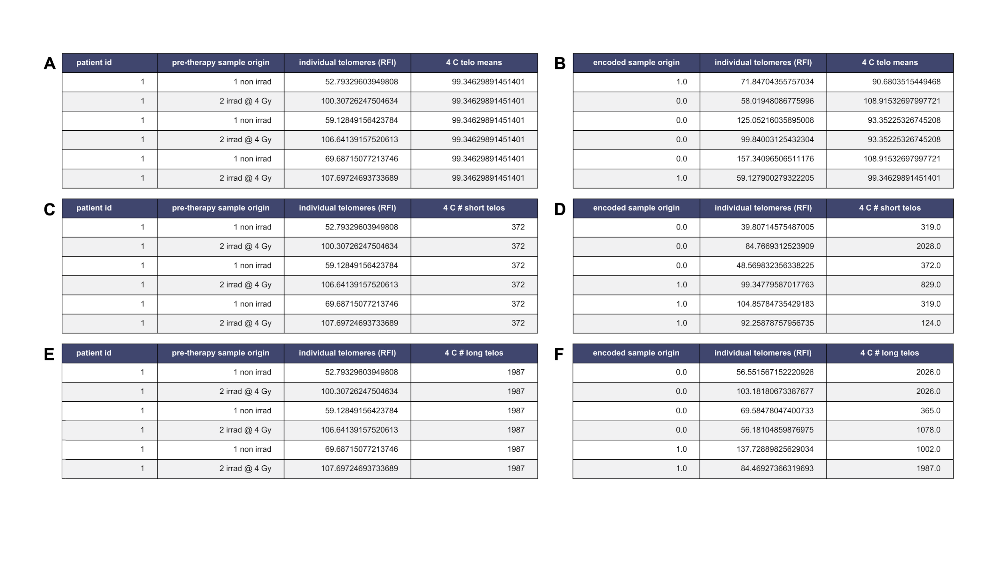 A
patient id	pre-therapy sample origin	individual telomeres (RFI)	4 C telo means
1	1 non irrad	52.79329603949808	99.34629891451401
1	2 irrad @ 4 Gy	100.30726247504634	99.34629891451401
1	1 non irrad	59.12849156423784	99.34629891451401
1	2 irrad @ 4 Gy	106.64139157520613	99.34629891451401
1	1 non irrad	69.68715077213746	99.34629891451401
1	2 irrad @ 4 Gy	107.69724693733689	99.34629891451401
B
encoded sample origin	individual telomeres (RFI)	4 C telo means
1.0	71.84704355757034	90.6803515449468
0.0	58.01948086775996	108.91532697997721
0.0	125.05216035895008	93.35225326745208
0.0	99.84003125432304	93.35225326745208
0.0	157.34096506511176	108.91532697997721
1.0	59.127900279322205	99.34629891451401
C
patient id	pre-therapy sample origin	individual telomeres (RFI)	4 C # short telos
1	1 non irrad	52.79329603949808	372
1	2 irrad @ 4 Gy	100.30726247504634	372
1	1 non irrad	59.12849156423784	372
1	2 irrad @ 4 Gy	106.64139157520613	372
1	1 non irrad	69.68715077213746	372
1	2 irrad @ 4 Gy	107.69724693733689	372
D
encoded sample origin	individual telomeres (RFI)	4 C # short telos
0.0	39.80714575487005	319.0
0.0	84.7669312523909	2028.0
0.0	48.569832356338225	372.0
1.0	99.34779587017763	829.0
1.0	104.85784735429183	319.0
1.0	92.25878757956735	124.0
E
patient id	pre-therapy sample origin	individual telomeres (RFI)	4 C # long telos
1	1 non irrad	52.79329603949808	1987
1	2 irrad @ 4 Gy	100.30726247504634	1987
1	1 non irrad	59.12849156423784	1987
1	2 irrad @ 4 Gy	106.64139157520613	1987
1	1 non irrad	69.68715077213746	1987
1	2 irrad @ 4 Gy	107.69724693733689	1987
F
encoded sample origin	individual telomeres (RFI)	4 C # long telos
0.0	56.551567152220926	2026.0
0.0	103.18180673387677	2026.0
0.0	69.58478047400733	365.0
0.0	56.18104859876975	1078.0
1.0	137.72889825629034	1002.0
1.0	84.46927366319693	1987.0